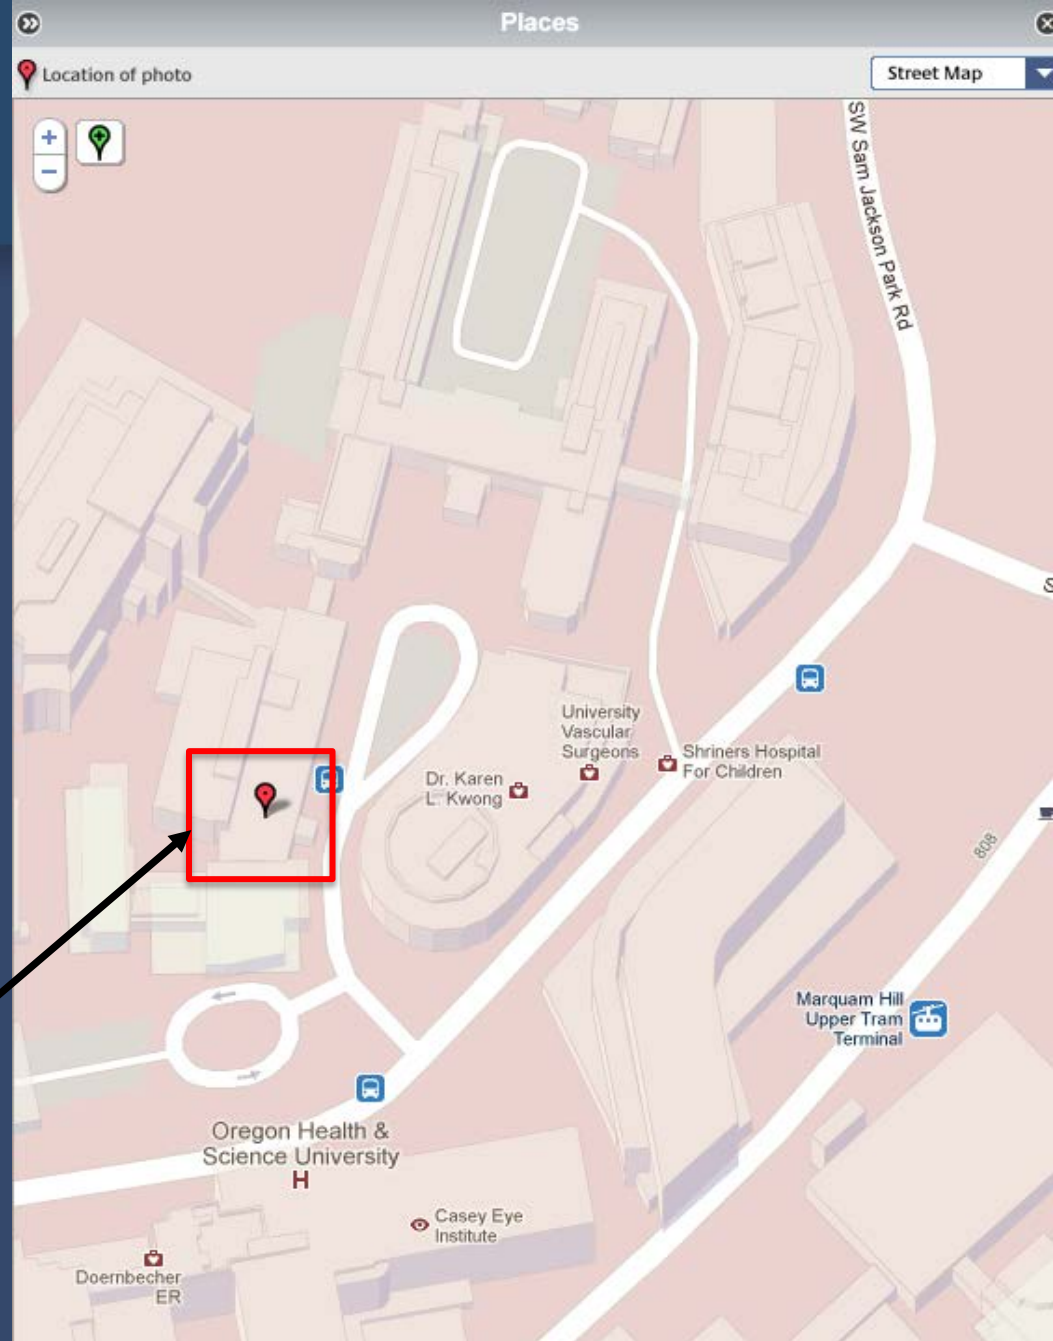 Places
Location of photo
Street Map
SW Sam Jackson Park Rd
S
University
Vascular
Surgeons
Shriners Hospital
For Children
Dr. Karen
L. Kwong
808
Marquam Hill
Upper Tram
Terminal
Oregon Health &
Science University
H
Casey Eye
Institute
Doernbecher
ER